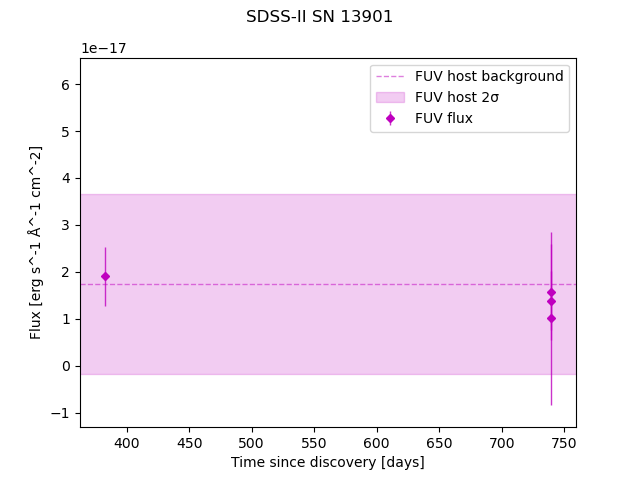 SDSS-II SN 13901
1e−17
FUV host background
FUV host 2σ
FUV flux
6
5
4
3
2
1
0
−1
Flux [erg s^-1 Å^-1 cm^-2]
400
450
500
550
600
650
700
750
Time since discovery [days]